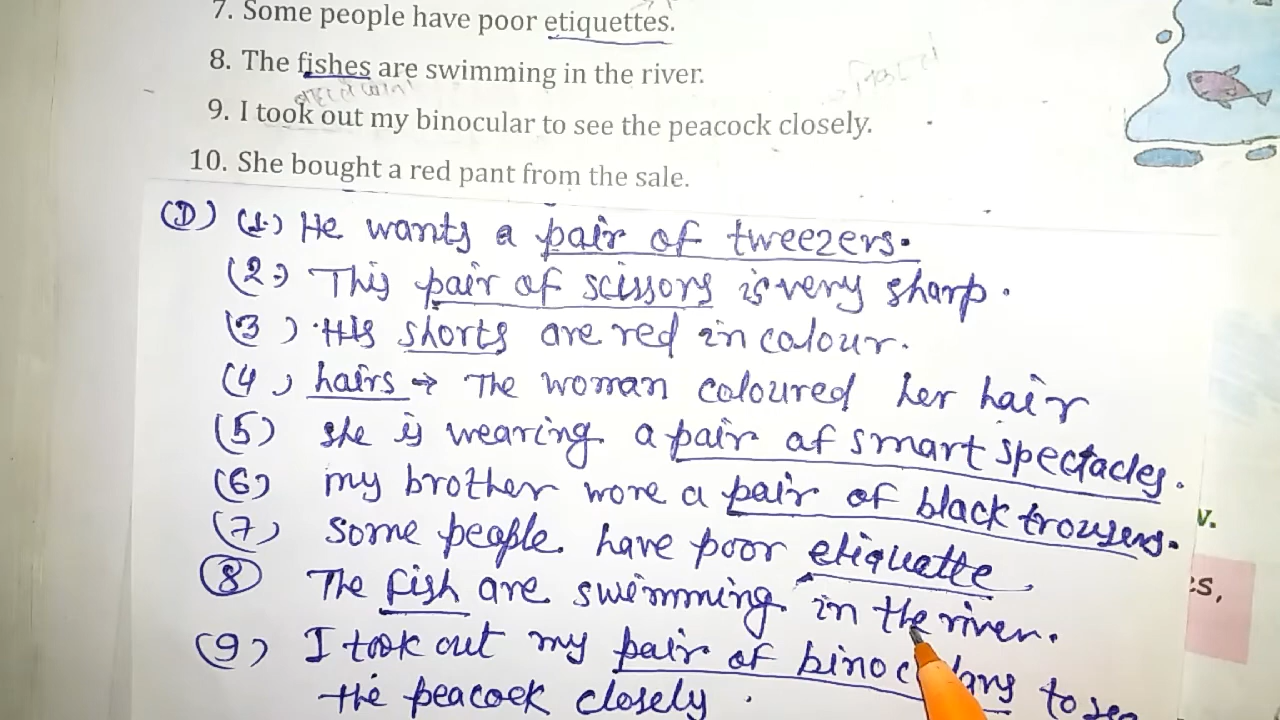 7. Some people have poor etiquettes.
8. The fishes are swimming in the river.
9. I took out my binocular to see the peacock closely.
10. She bought a red pant from the sale.
(D) (1.) He wants a pair of tweezers.
(2.) This pair of scissors is very sharp.
(3) His shorts are red in colour.
(4) hairs → The woman coloured her hair
(5) she is wearing a pair of smart spectacles.
(6) my brother wore a pair of black trousers.
(7) some people have poor etiquette.
(8) The fish are swimming in the river.
v.
(9) I took out my pair of binoculars to see
s,
the peacock closely.